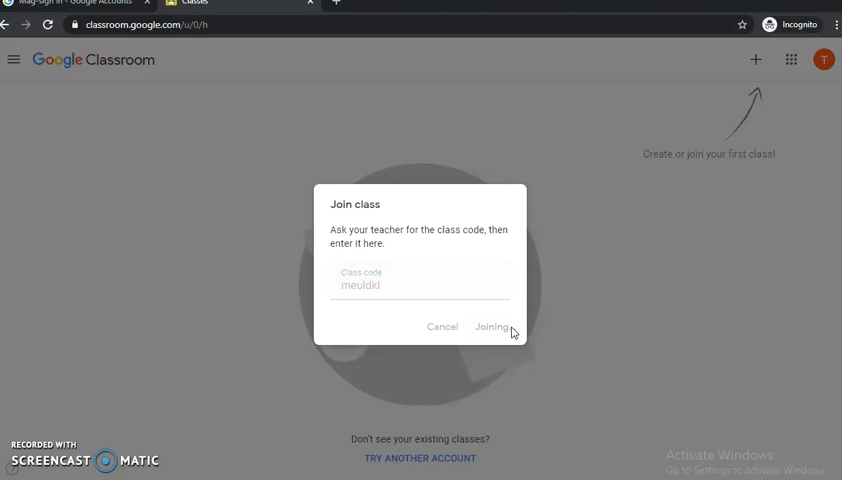 Mag-sign in - Google Accounts
Classes
classroom.google.com/u/0/h
Incognito
Google Classroom
T
Create or join your first class!
Join class
Ask your teacher for the class code, then
enter it here.
Class code
meuldkl
Cancel
Joining
Don't see your existing classes?
TRY ANOTHER ACCOUNT
RECORDED WITH
SCREENCAST MATIC
Activate Windows
Go to Settings to activate Windows.